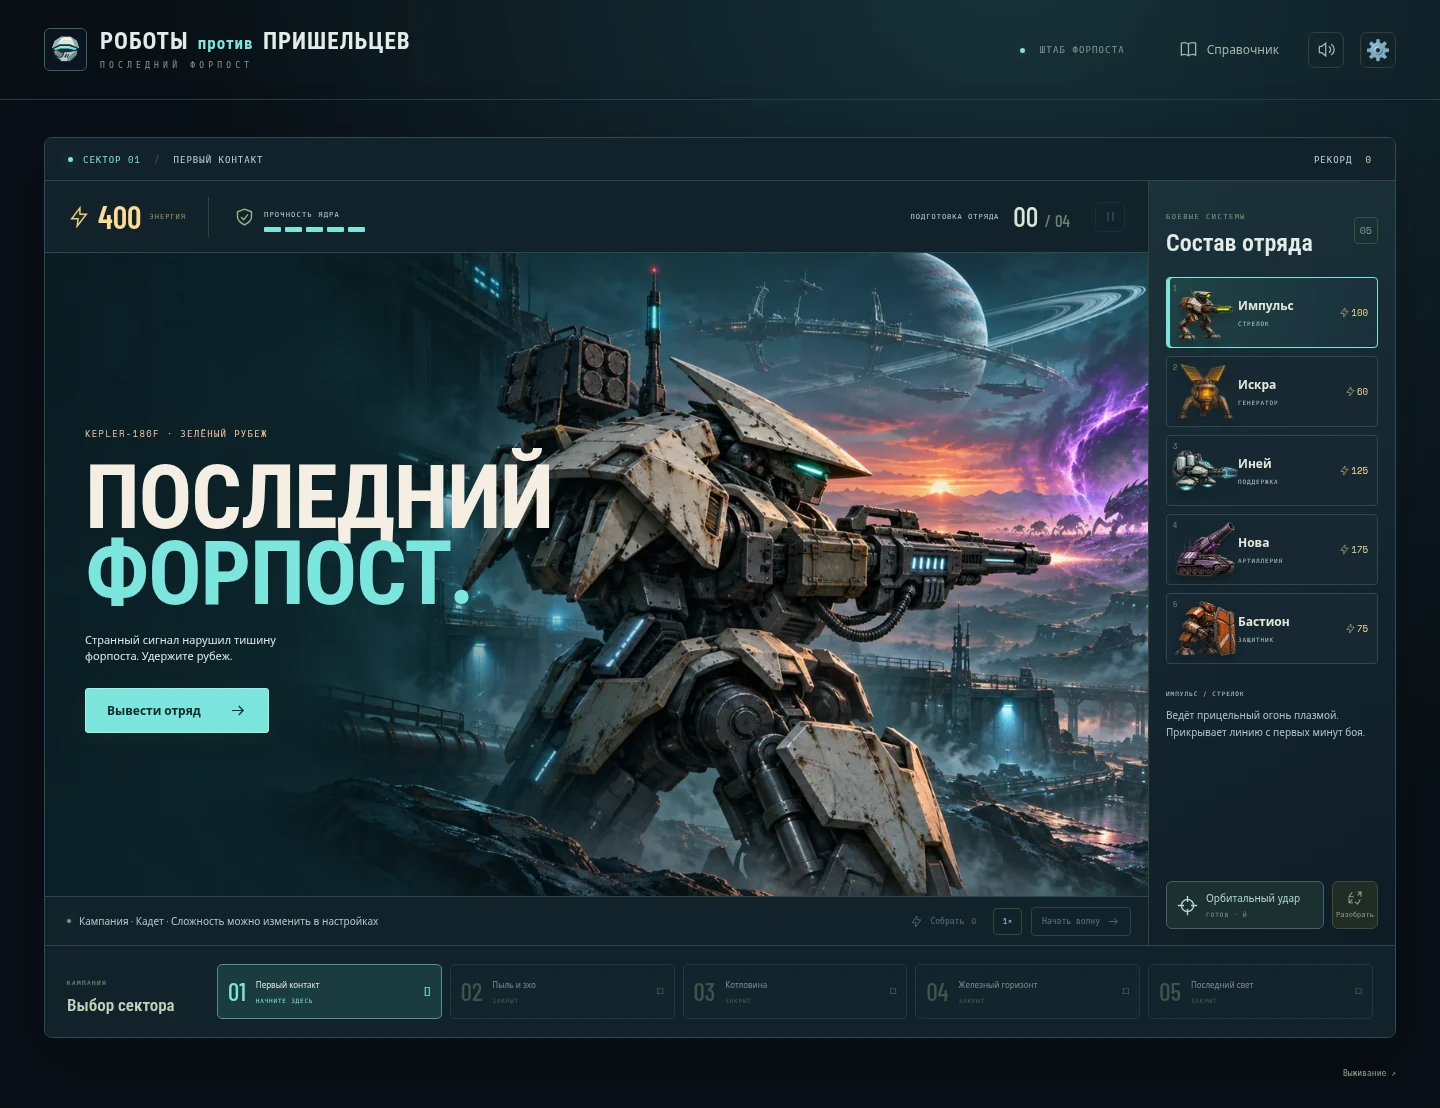 РОБОТЫ против ПРИШЕЛЬЦЕВ
ПОСЛЕДНИЙ ФОРПОСТ
ШТАБ ФОРПОСТА
Справочник
СЕКТОР 01 / ПЕРВЫЙ КОНТАКТ
РЕКОРД 0
400 ЭНЕРГИЯ
ПРОЧНОСТЬ ЯДРА
ПОДГОТОВКА ОТРЯДА 00 / 04
БОЕВЫЕ СИСТЕМЫ
Состав отряда
05
1
Импульс
СТРЕЛОК
100
2
Искра
ГЕНЕРАТОР
60
3
Иней
ПОДДЕРЖКА
125
4
Нова
АРТИЛЛЕРИЯ
175
5
Бастион
ЗАЩИТНИК
75
ИМПУЛЬС / СТРЕЛОК
Ведёт прицельный огонь плазмой.
Прикрывает линию с первых минут боя.
Орбитальный удар
ГОТОВ · Й
Разобрать
KEPLER-186F · ЗЕЛЁНЫЙ РУБЕЖ
ПОСЛЕДНИЙ
ФОРПОСТ.
Странный сигнал нарушил тишину
форпоста. Удержите рубеж.
Вывести отряд →
Кампания · Кадет · Сложность можно изменить в настройках
Собрать 0
1×
Начать волну →
КАМПАНИЯ
Выбор сектора
01
Первый контакт
НАЧНИТЕ ЗДЕСЬ
02
Пыль и эхо
ЗАКРЫТ
03
Котловина
ЗАКРЫТ
04
Железный горизонт
ЗАКРЫТ
05
Последний свет
ЗАКРЫТ
Выживание ↗